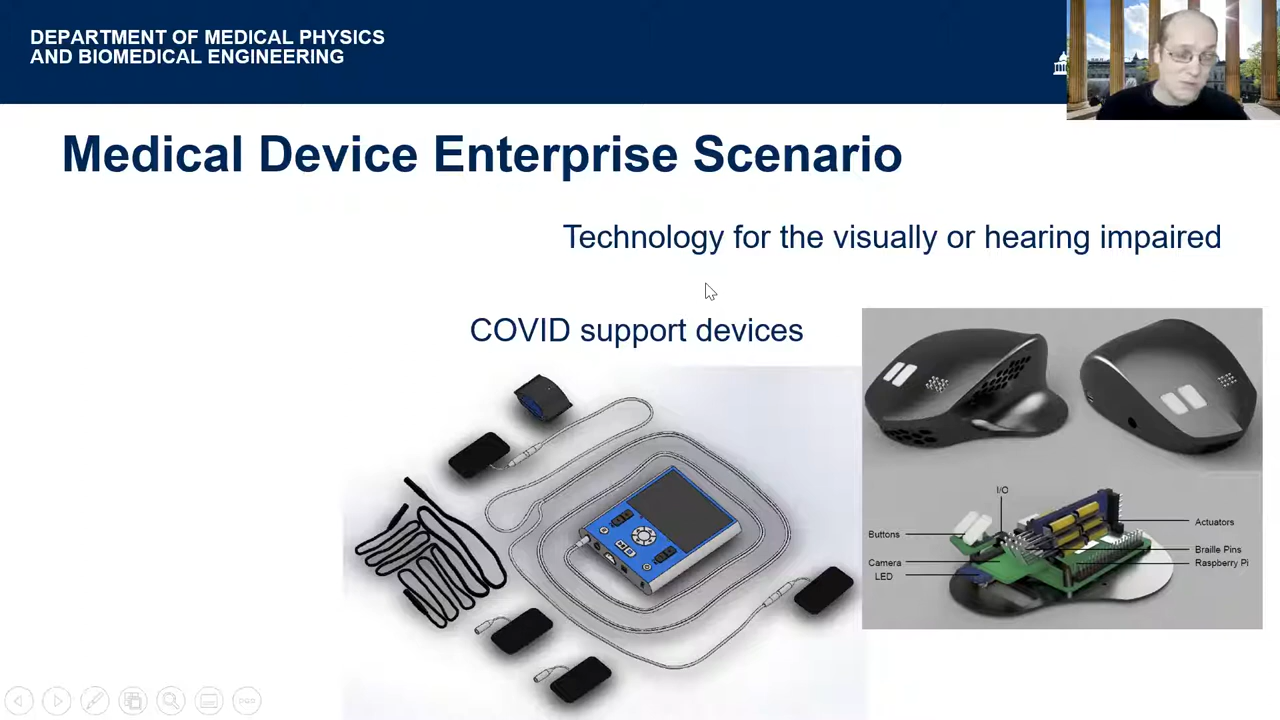 DEPARTMENT OF MEDICAL PHYSICS
AND BIOMEDICAL ENGINEERING
Medical Device Enterprise Scenario
Technology for the visually or hearing impaired
COVID support devices
I/O
Buttons
Actuators
Camera
Braille Pins
LED
Raspberry Pi